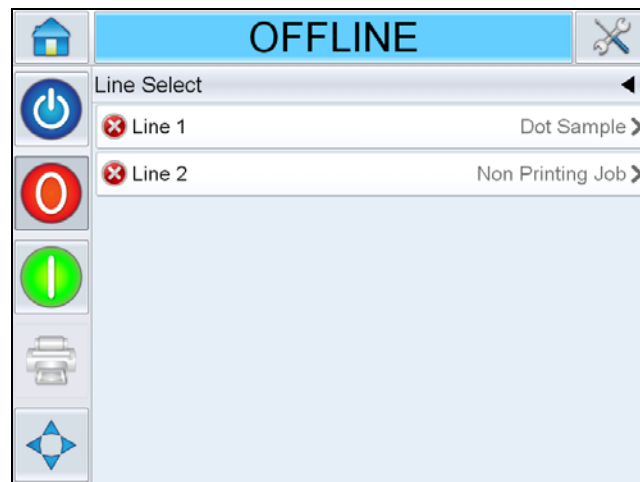 OFFLINE
Line Select
Line 1 Dot Sample
Line 2 Non Printing Job